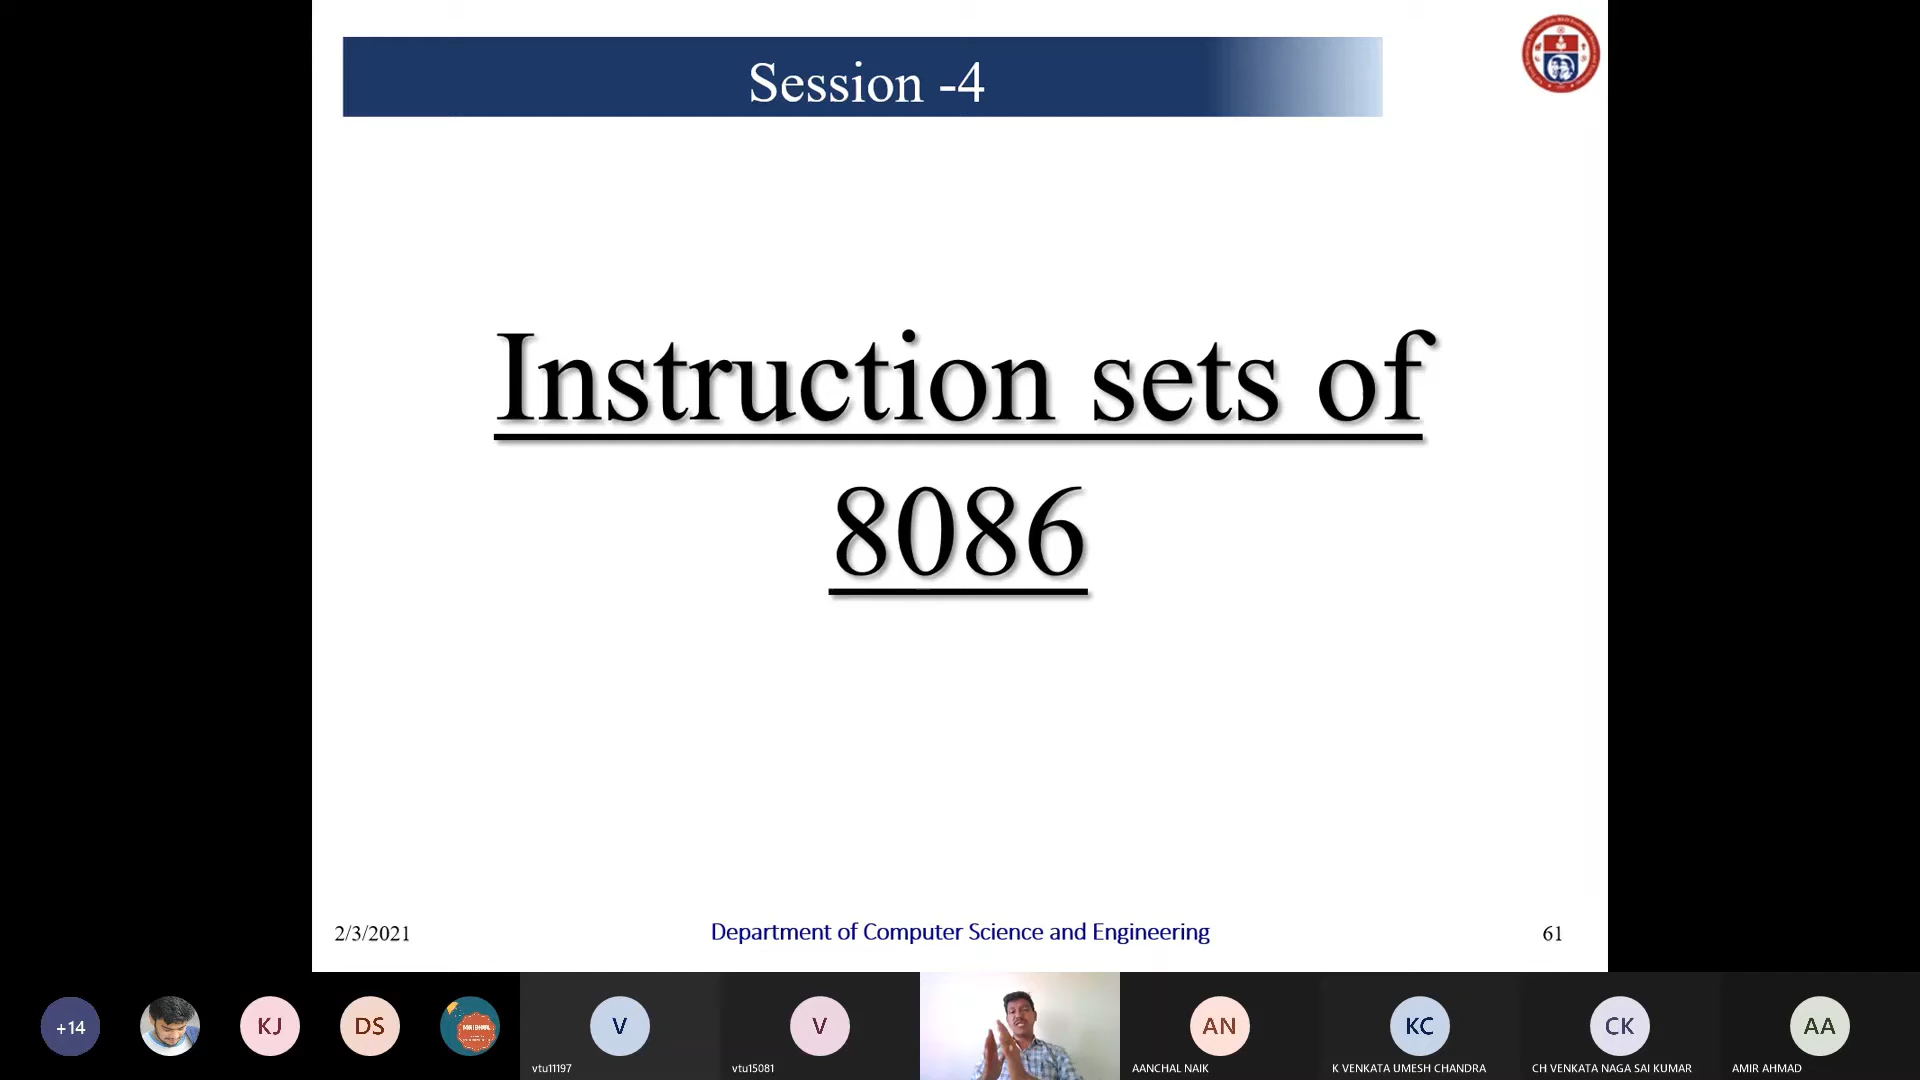 Session -4
Instruction sets of
8086
2/3/2021
Department of Computer Science and Engineering
61
+14
KJ
DS
V
V
AN
KC
CK
AA
vtu11197
vtu15081
AANCHAL NAIK
K VENKATA UMESH CHANDRA
CH VENKATA NAGA SAI KUMAR
AMIR AHMAD